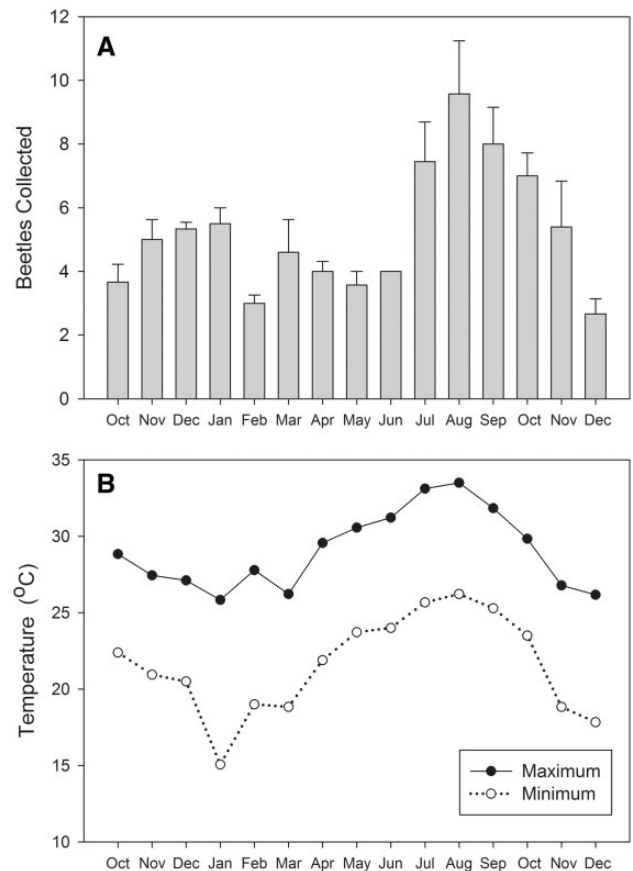 A
12
10
8
6
4
2
0
Beetles Collected
Oct Nov Dec Jan Feb Mar Apr May Jun Jul Aug Sep Oct Nov Dec
B
35
30
25
20
15
10
Temperature (°C)
Maximum
Minimum
Oct Nov Dec Jan Feb Mar Apr May Jun Jul Aug Sep Oct Nov Dec